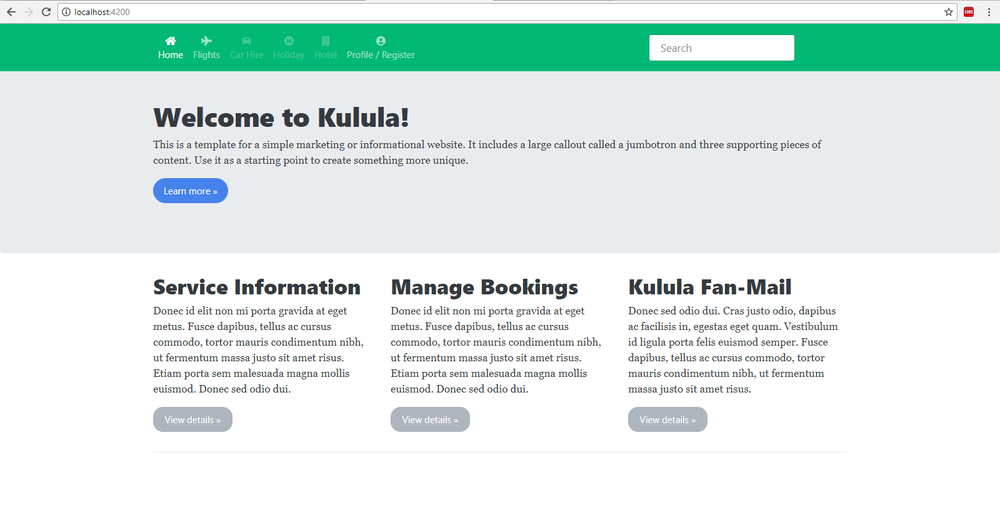 localhost:4200
CORS
Home Flights Car Hire Holiday Hotel Profile / Register Search
Welcome to Kulula!
This is a template for a simple marketing or informational website. It includes a large callout called a jumbotron and three supporting pieces of
content. Use it as a starting point to create something more unique.
Learn more »
Service Information
Donec id elit non mi porta gravida at eget
metus. Fusce dapibus, tellus ac cursus
commodo, tortor mauris condimentum nibh,
ut fermentum massa justo sit amet risus.
Etiam porta sem malesuada magna mollis
euismod. Donec sed odio dui.
View details »
Manage Bookings
Donec id elit non mi porta gravida at eget
metus. Fusce dapibus, tellus ac cursus
commodo, tortor mauris condimentum nibh,
ut fermentum massa justo sit amet risus.
Etiam porta sem malesuada magna mollis
euismod. Donec sed odio dui.
View details »
Kulula Fan-Mail
Donec sed odio dui. Cras justo odio, dapibus
ac facilisis in, egestas eget quam. Vestibulum
id ligula porta felis euismod semper. Fusce
dapibus, tellus ac cursus commodo, tortor
mauris condimentum nibh, ut fermentum
massa justo sit amet risus.
View details »